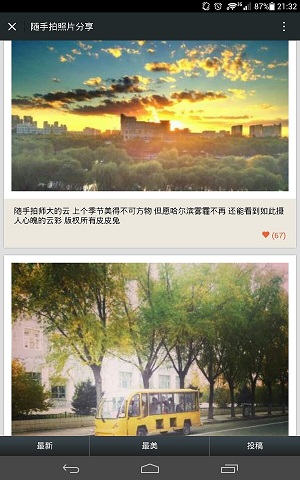 87% 21:32
× 随手拍照片分享
随手拍师大的云 上个季节美得不可方物 但愿哈尔滨雾霾不再 还能看到如此摄
人心魄的云彩 版权所有皮皮兔
(67)
最新 最美 投稿